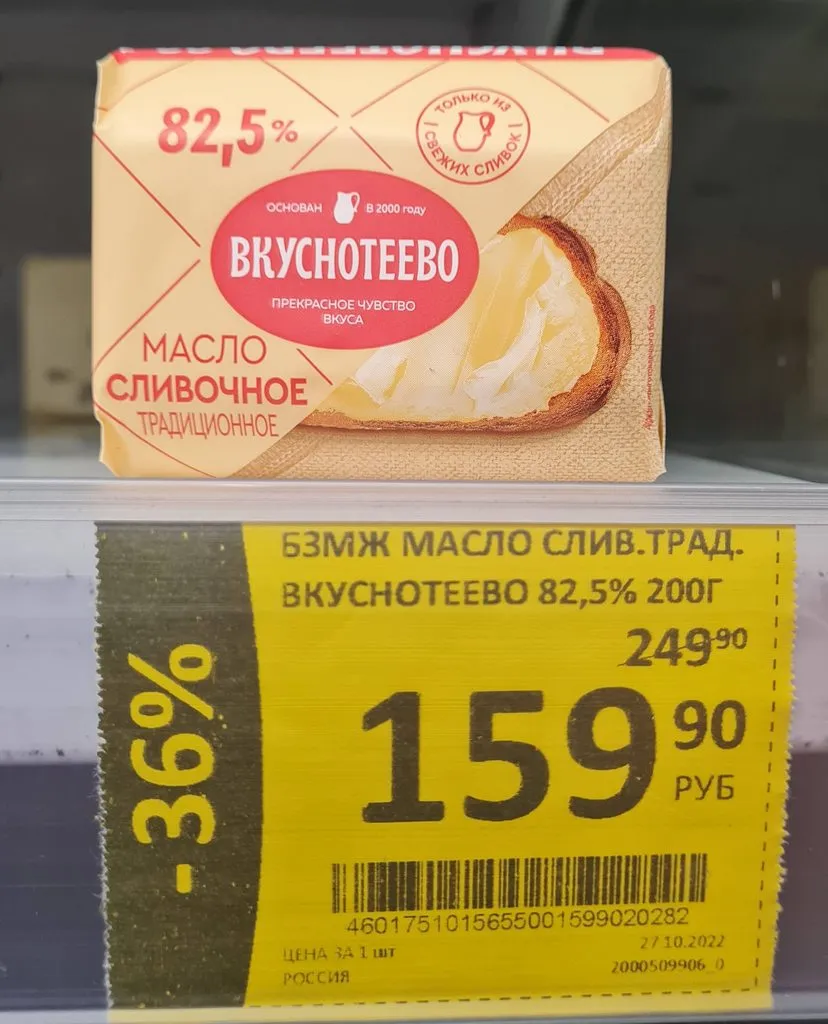 82,5%
ТОЛЬКО ИЗ
СВЕЖИХ СЛИВОК
ОСНОВАН В 2000 году
ВКУСНОТЕЕВО
ПРЕКРАСНОЕ ЧУВСТВО
ВКУСА
МАСЛО
СЛИВОЧНОЕ
ТРАДИЦИОННОЕ
БЗМЖ МАСЛО СЛИВ.ТРАД.
ВКУСНОТЕЕВО 82,5% 200Г
249 90
-36%
159 90
РУБ
4601751015655001599020282
ЦЕНА ЗА 1 шт
27.10.2022
РОССИЯ
2000509906_0